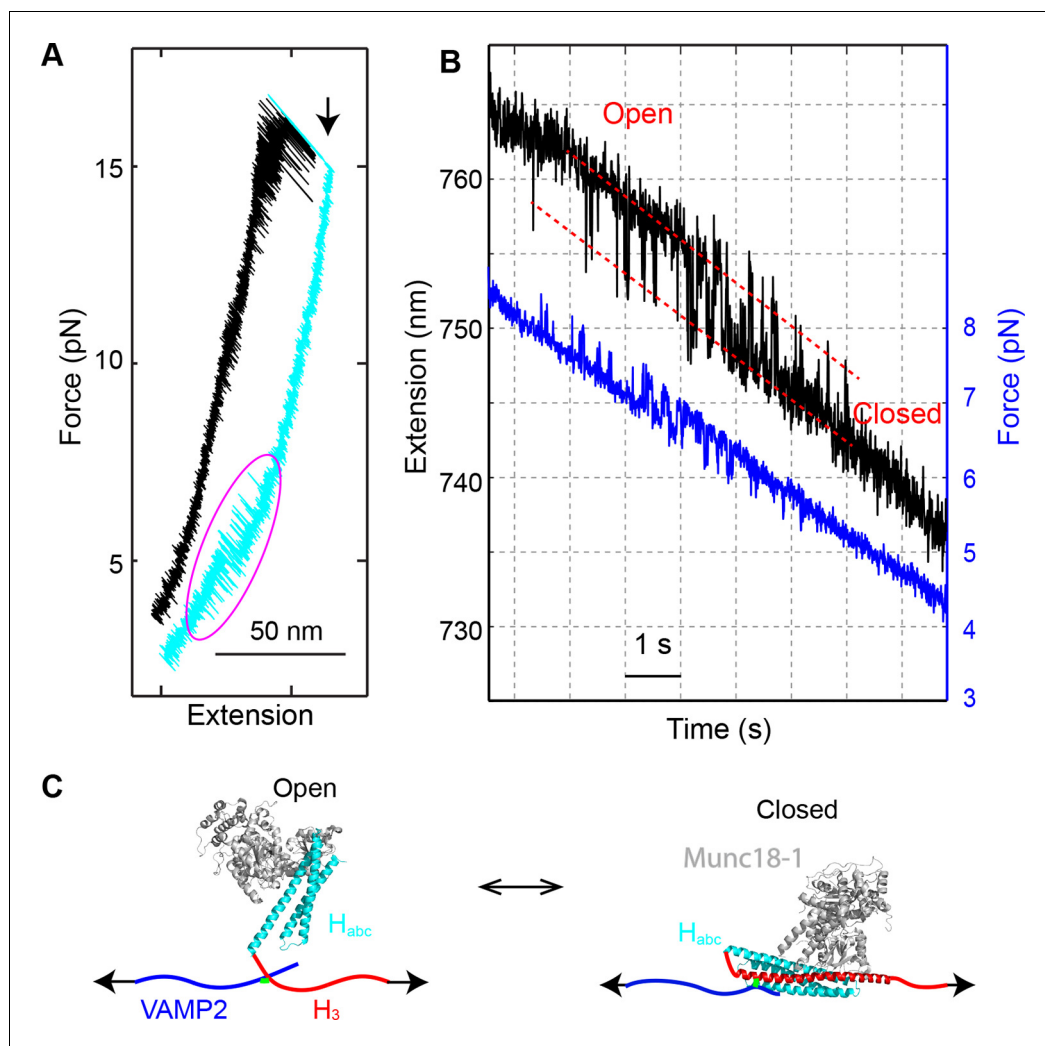 A
Force (pN)
15
10
5
50 nm
Extension
B
Extension (nm)
760
750
740
730
Open
Closed
1 s
Time (s)
8
7
6
5
4
3
Force (pN)
C
Open
Closed
Munc18-1
Habc
Habc
VAMP2
H3